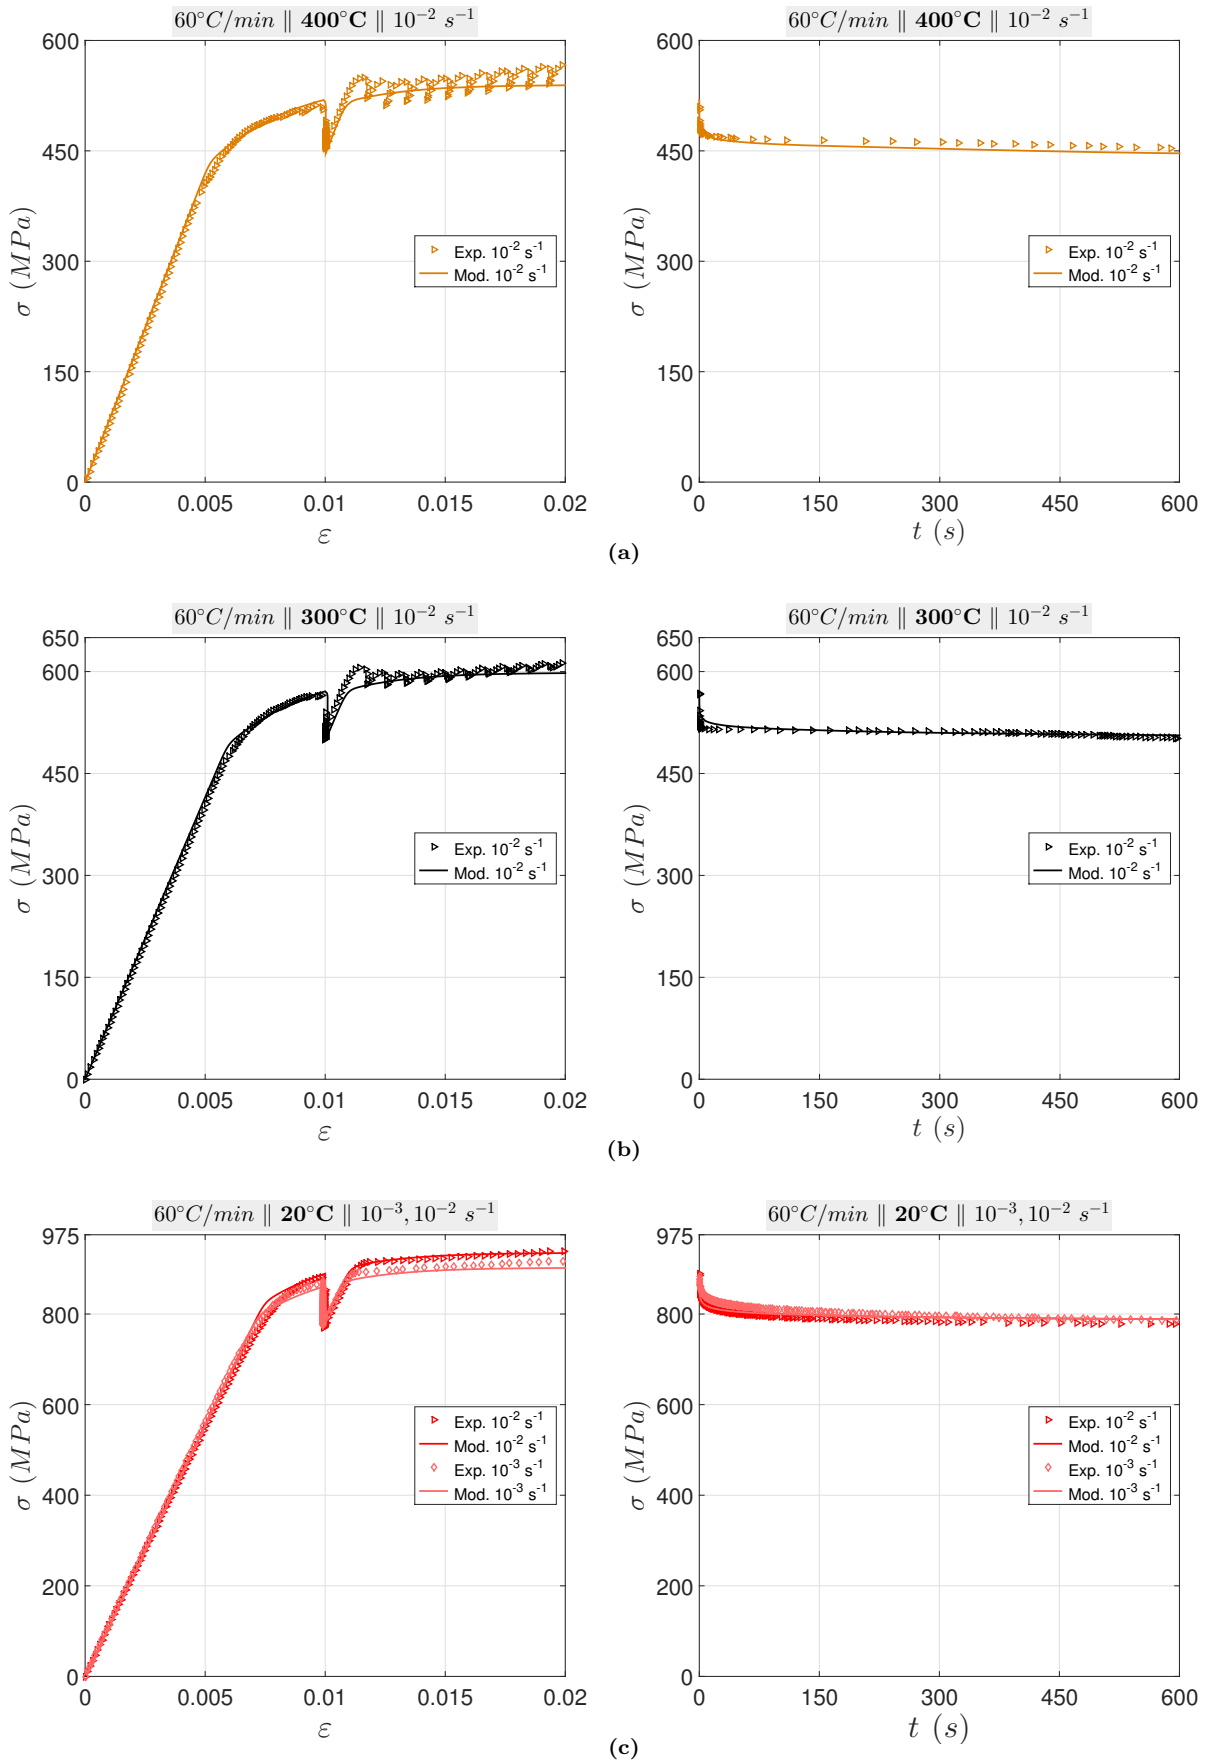 60°C/min ∥ 400°C ∥ 10⁻² s⁻¹
600
450
300
150
0
σ (MPa)
Exp. 10⁻² s⁻¹
Mod. 10⁻² s⁻¹
0 0.005 0.01 0.015 0.02
ε
60°C/min ∥ 400°C ∥ 10⁻² s⁻¹
600
450
300
150
0
σ (MPa)
Exp. 10⁻² s⁻¹
Mod. 10⁻² s⁻¹
0 150 300 450 600
t (s)
(a)
60°C/min ∥ 300°C ∥ 10⁻² s⁻¹
650
600
450
300
150
0
σ (MPa)
Exp. 10⁻² s⁻¹
Mod. 10⁻² s⁻¹
0 0.005 0.01 0.015 0.02
ε
60°C/min ∥ 300°C ∥ 10⁻² s⁻¹
650
600
450
300
150
0
σ (MPa)
Exp. 10⁻² s⁻¹
Mod. 10⁻² s⁻¹
0 150 300 450 600
t (s)
(b)
60°C/min ∥ 20°C ∥ 10⁻³, 10⁻² s⁻¹
975
800
600
400
200
0
σ (MPa)
Exp. 10⁻² s⁻¹
Mod. 10⁻² s⁻¹
Exp. 10⁻³ s⁻¹
Mod. 10⁻³ s⁻¹
0 0.005 0.01 0.015 0.02
ε
60°C/min ∥ 20°C ∥ 10⁻³, 10⁻² s⁻¹
975
800
600
400
200
0
σ (MPa)
Exp. 10⁻² s⁻¹
Mod. 10⁻² s⁻¹
Exp. 10⁻³ s⁻¹
Mod. 10⁻³ s⁻¹
0 150 300 450 600
t (s)
(c)